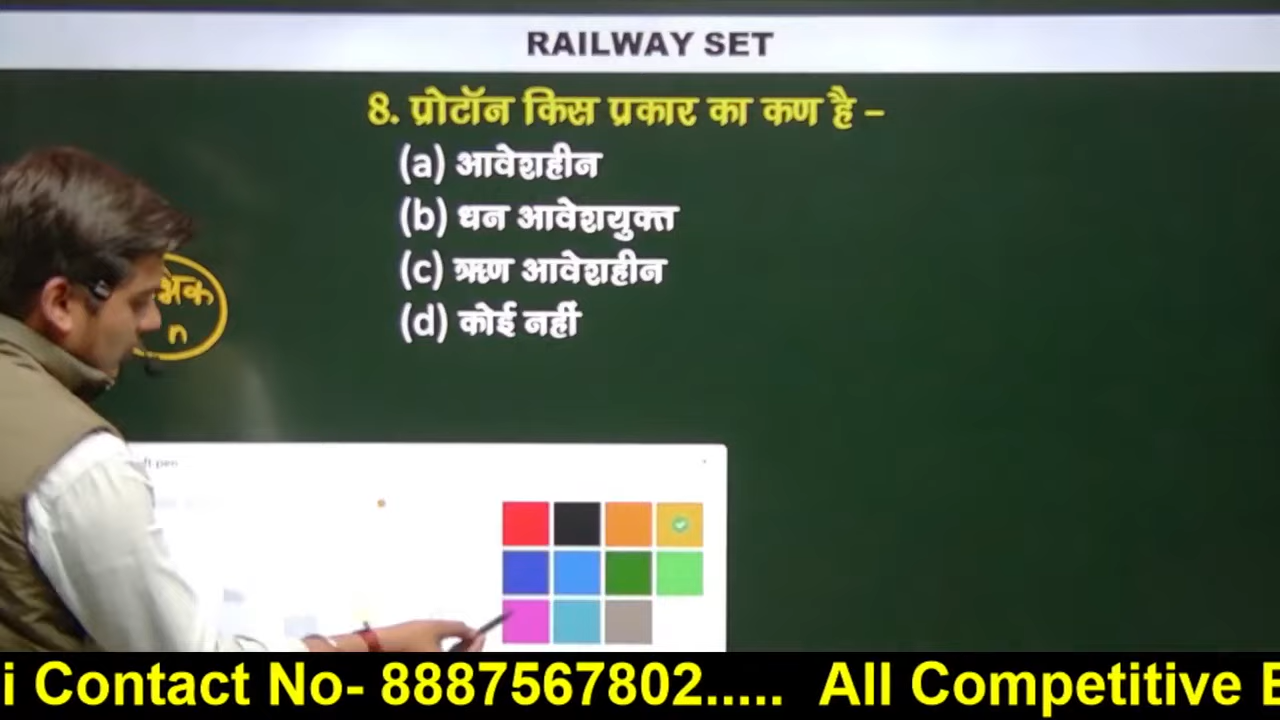 RAILWAY SET
8. प्रोटॉन किस प्रकार का कण है –
(a) आवेशहीन
(b) धन आवेशयुक्त
(c) ऋण आवेशहीन
(d) कोई नहीं
n
pen
i Contact No- 8887567802..... All Competitive E